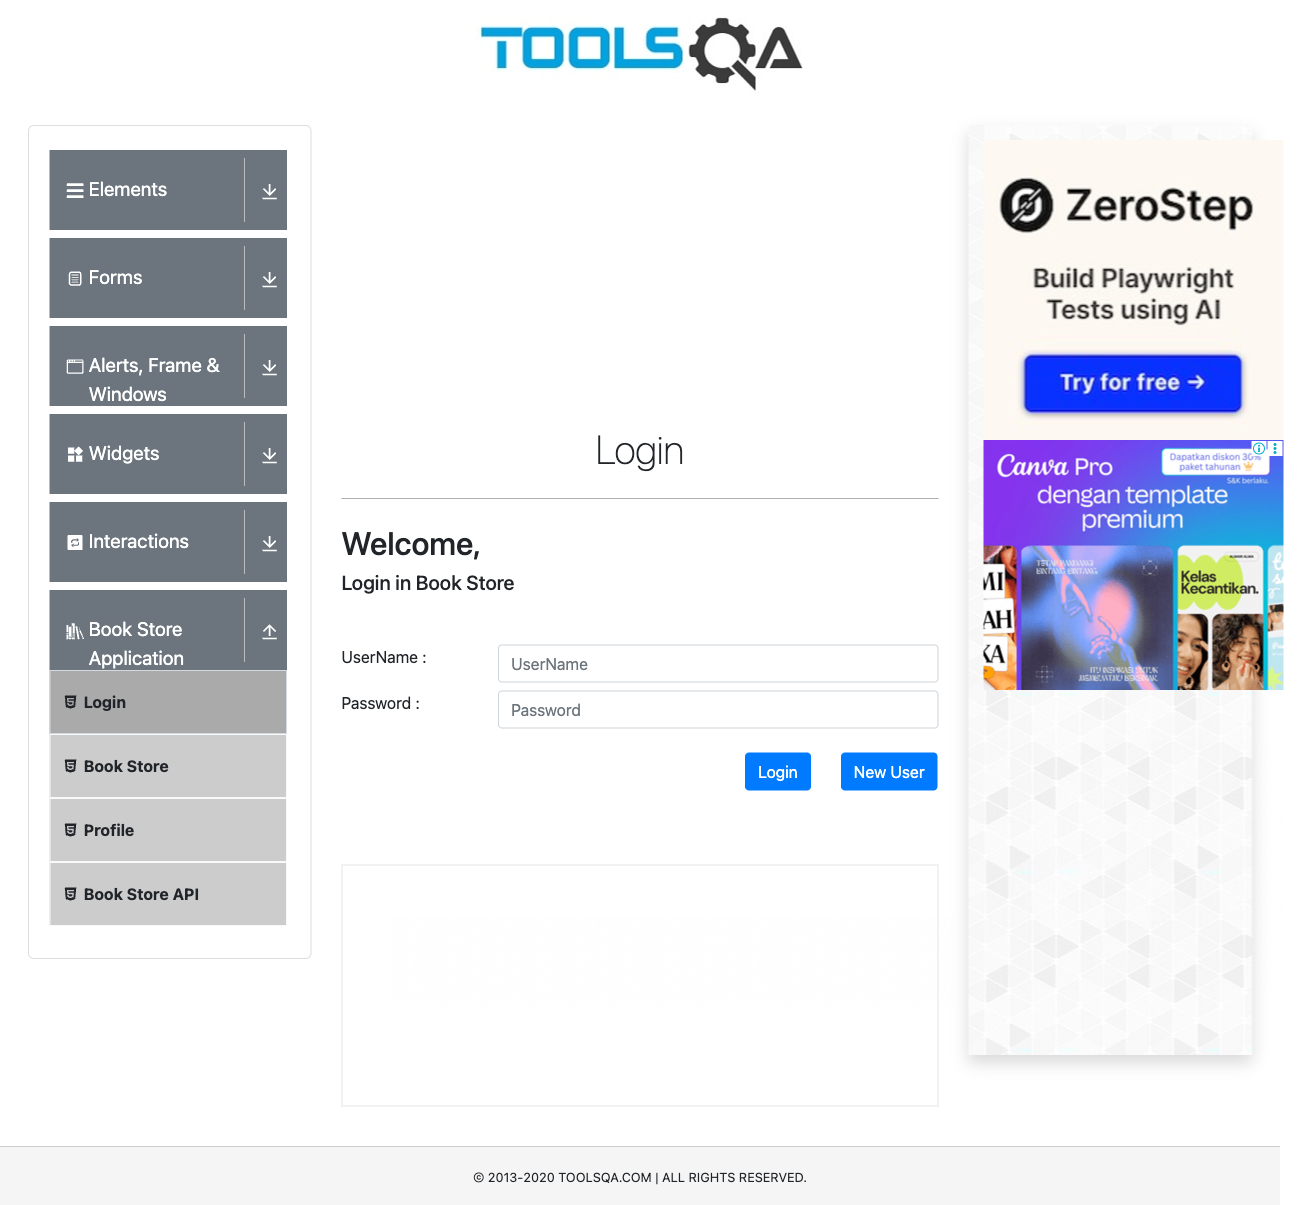 TOOLSQA
Elements
Forms
Alerts, Frame &
Windows
Widgets
Interactions
Book Store
Application
Login
Book Store
Profile
Book Store API
Login
Welcome,
Login in Book Store
UserName :
UserName
Password :
Password
Login
New User
ZeroStep
Build Playwright
Tests using AI
Try for free →
Canva Pro
Dapatkan diskon 30%
paket tahunan
S&K berlaku.
dengan template
premium
Kelas
Kecantikan.
© 2013-2020 TOOLSQA.COM | ALL RIGHTS RESERVED.